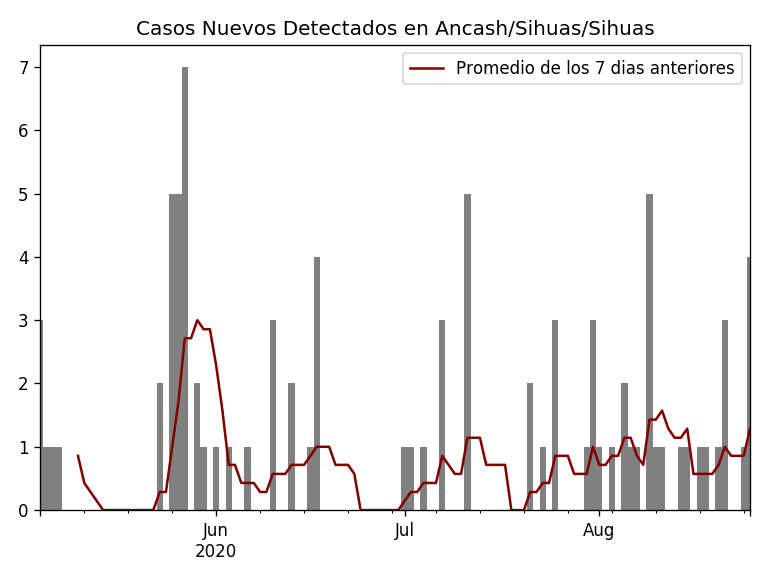 Casos Nuevos Detectados en Ancash/Sihuas/Sihuas
Promedio de los 7 dias anteriores
7
6
5
4
3
2
1
0
Jun
2020
Jul
Aug